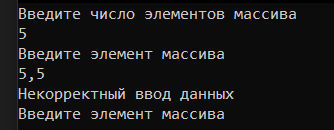 Введите число элементов массива
5
Введите элемент массива
5,5
Некорректный ввод данных
Введите элемент массива